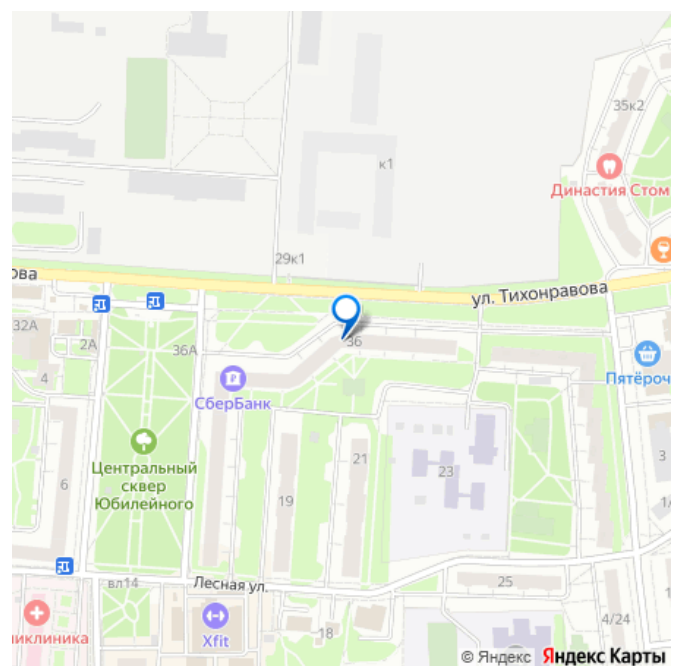 35к2
к1
Династия Стом
29к1
ова
ул. Тихонравова
32А
2А
36А
36
4
СберБанк
Пятёроч
Центральный
сквер
Юбилейного
6
21
19
23
3
1/
Лесная ул.
вл14
25
4/24
18
иклиника
Xfit
© Яндекс Яндекс Карты